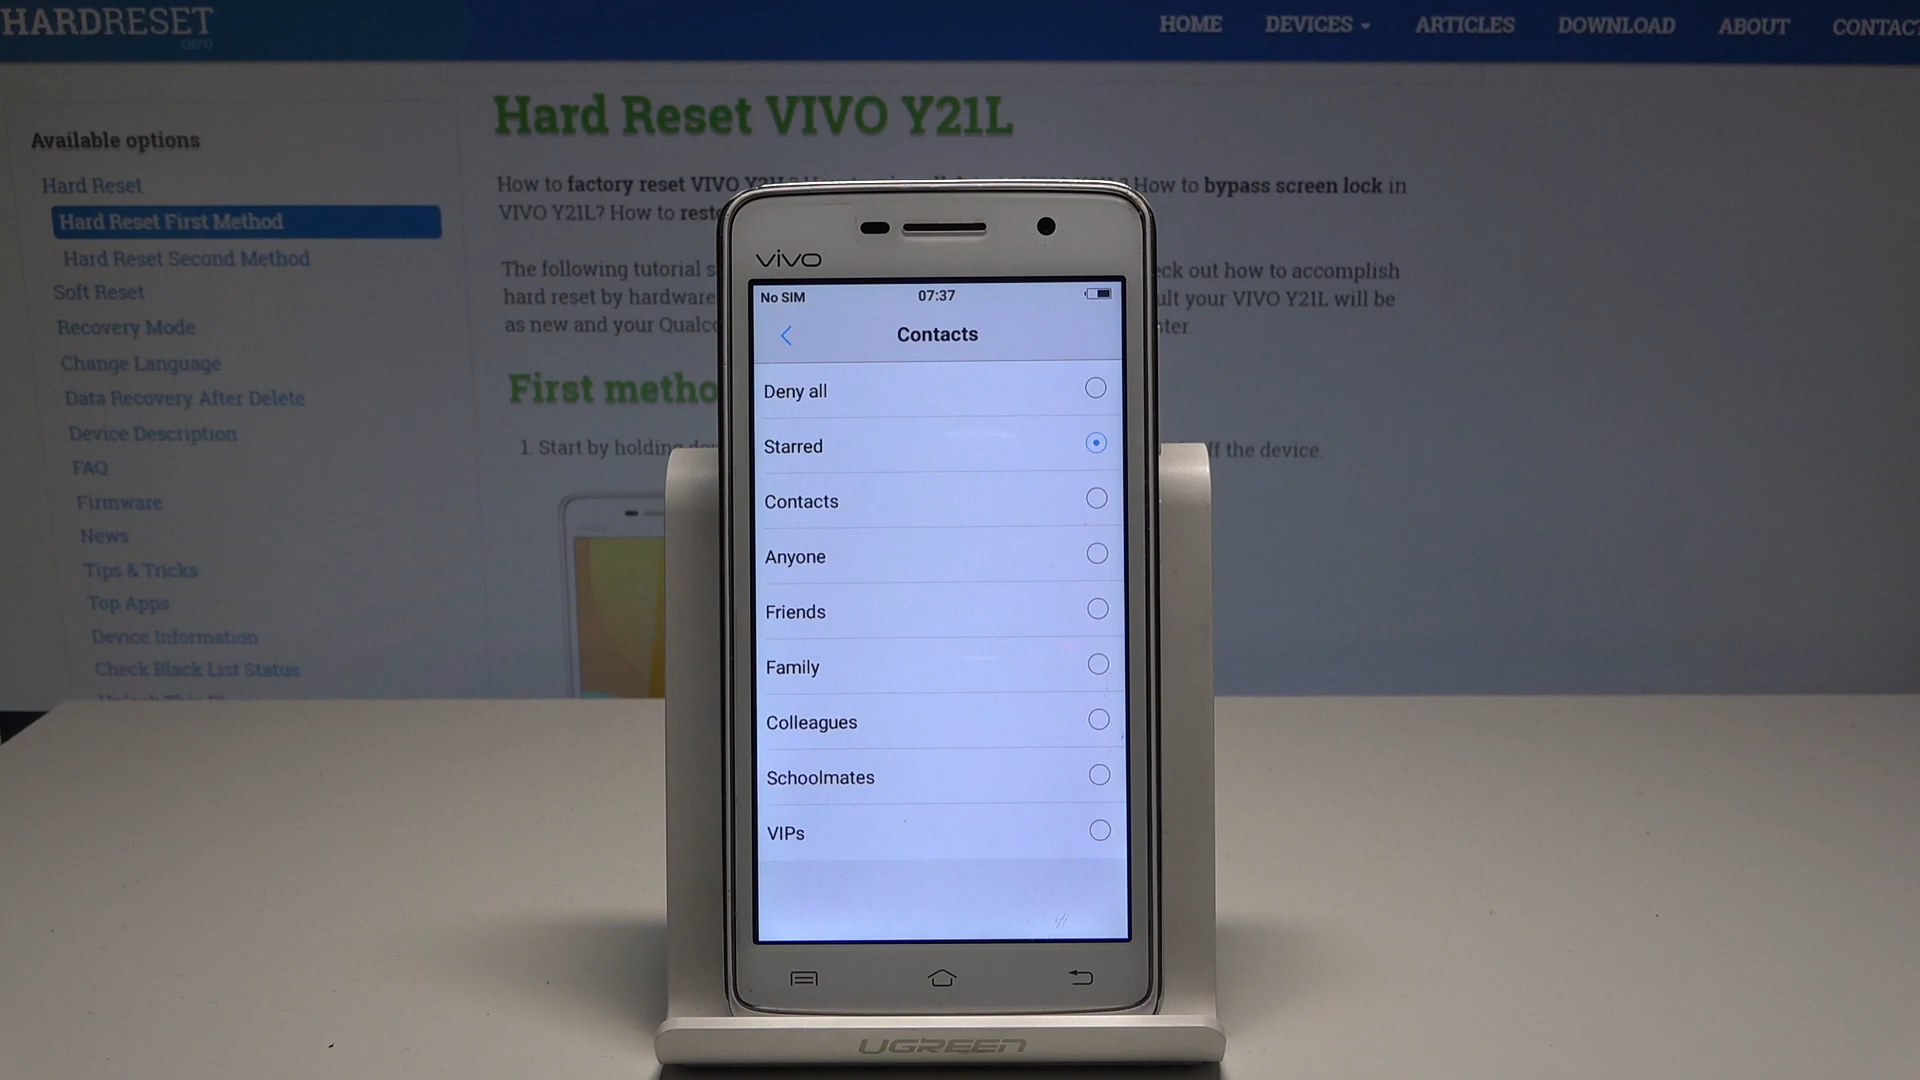 HARDRESET
INFO
HOME DEVICES ARTICLES DOWNLOAD ABOUT CONTACT
Available options
Hard Reset
Hard Reset First Method
Hard Reset Second Method
Soft Reset
Recovery Mode
Change Language
Data Recovery After Delete
Device Description
FAQ
Firmware
News
Tips & Tricks
Top Apps
Device Information
Check Black List Status
Hard Reset VIVO Y21L
How to factory reset VIVO How to bypass screen lock in
VIVO Y21L? How to
The following tutorial out how to accomplish
hard reset by hardware your VIVO Y21L will be
as new and your
First
1. Start by the device.
vivo
No SIM 07:37
Contacts
Deny all
Starred
Contacts
Anyone
Friends
Family
Colleagues
Schoolmates
VIPs
UGREEN